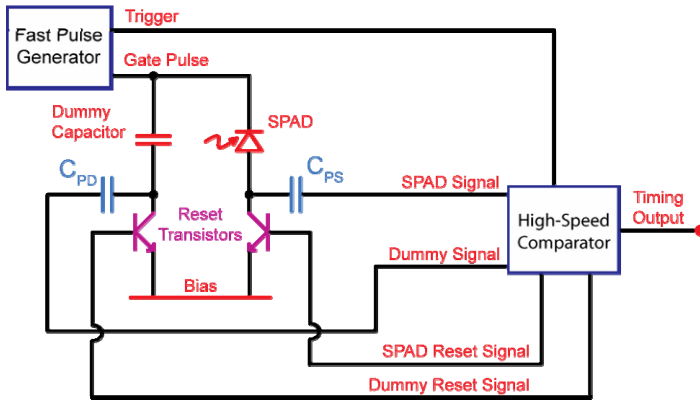 Fast Pulse
Generator
Trigger
Gate Pulse
Dummy
Capacitor
SPAD
CPD
CPS
SPAD Signal
Reset
Transistors
High-Speed
Comparator
Timing
Output
Dummy Signal
Bias
SPAD Reset Signal
Dummy Reset Signal